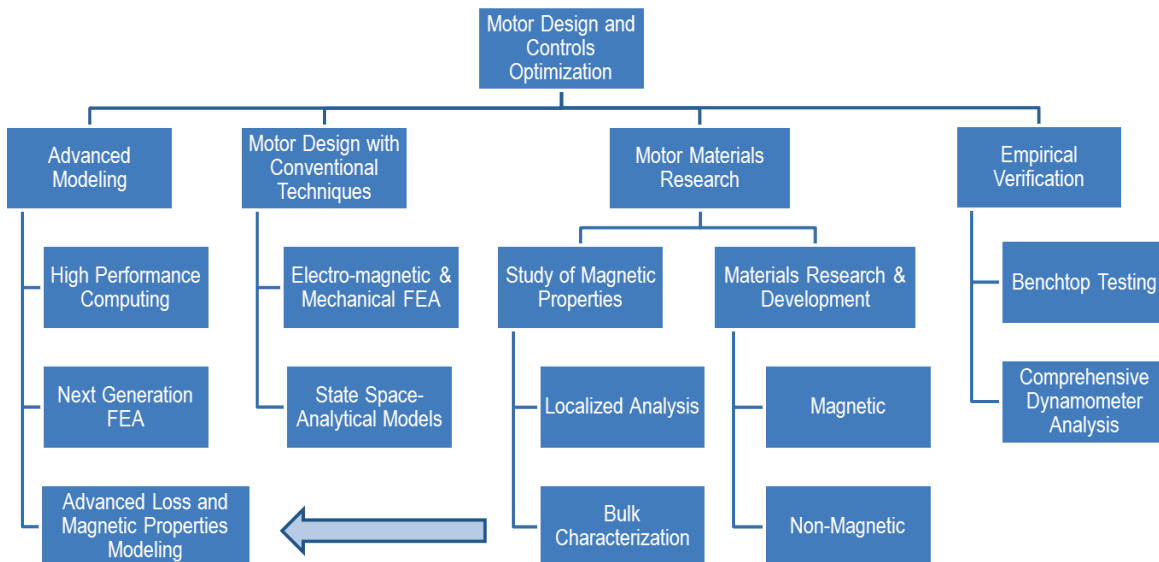 Motor Design and
Controls
Optimization
Advanced
Modeling
Motor Design with
Conventional
Techniques
Motor Materials
Research
Empirical
Verification
High Performance
Computing
Electro-magnetic &
Mechanical FEA
Study of Magnetic
Properties
Materials Research &
Development
Benchtop Testing
Next Generation
FEA
State Space-
Analytical Models
Localized Analysis
Magnetic
Comprehensive
Dynamometer
Analysis
Advanced Loss and
Magnetic Properties
Modeling
Bulk
Characterization
Non-Magnetic